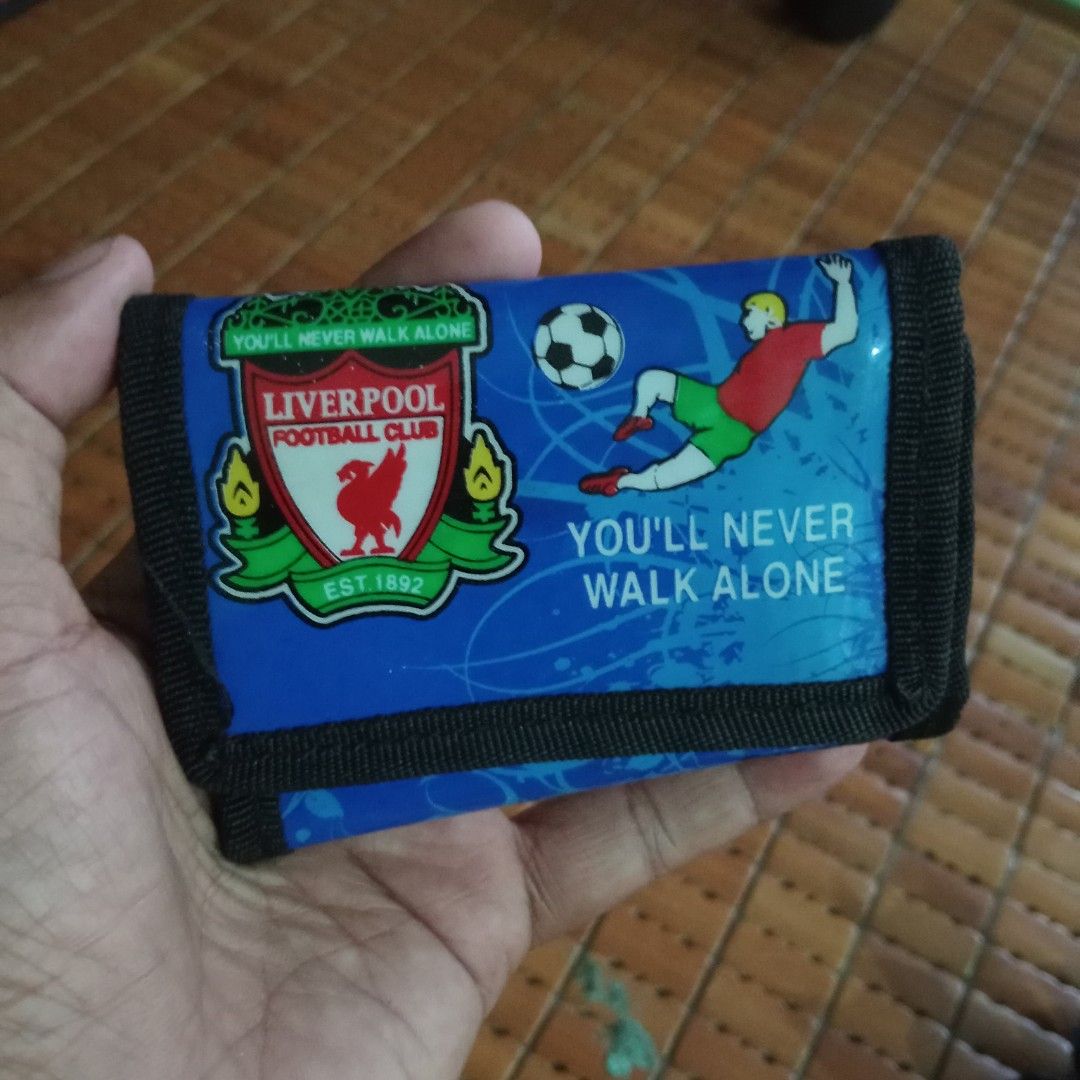 YOU'LL NEVER WALK ALONE
LIVERPOOL
FOOTBALL CLUB
EST.1892
YOU'LL NEVER
WALK ALONE